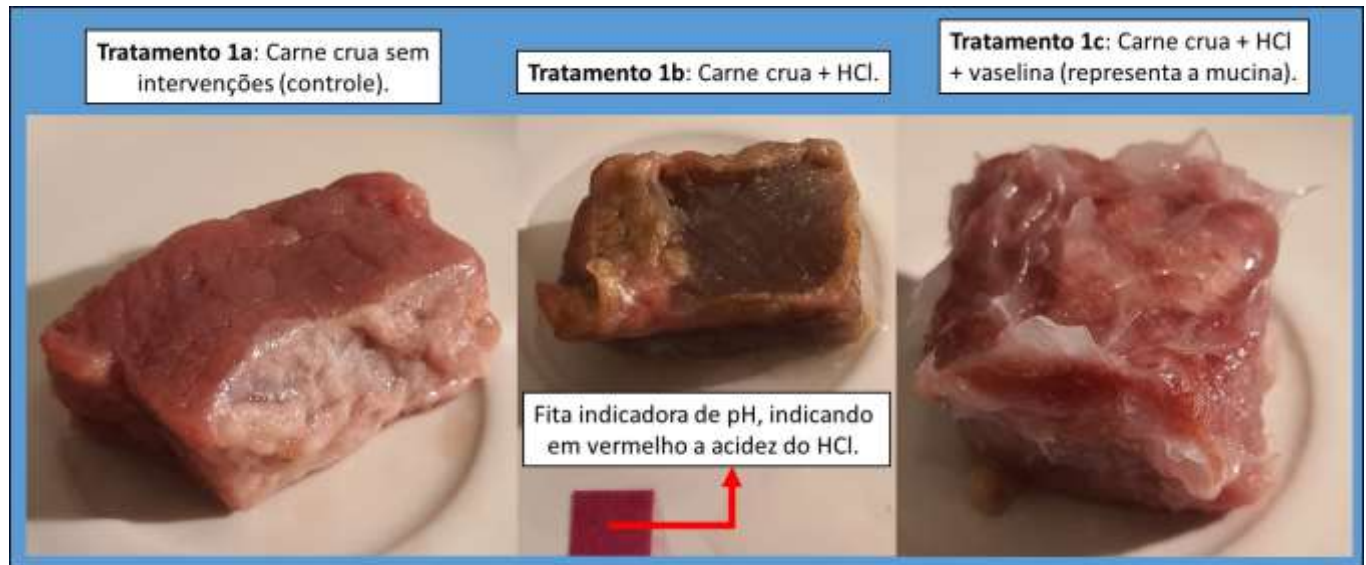 Tratamento 1a: Carne crua sem
intervenções (controle).
Tratamento 1b: Carne crua + HCl.
Tratamento 1c: Carne crua + HCl
+ vaselina (representa a mucina).
Fita indicadora de pH, indicando
em vermelho a acidez do HCl.